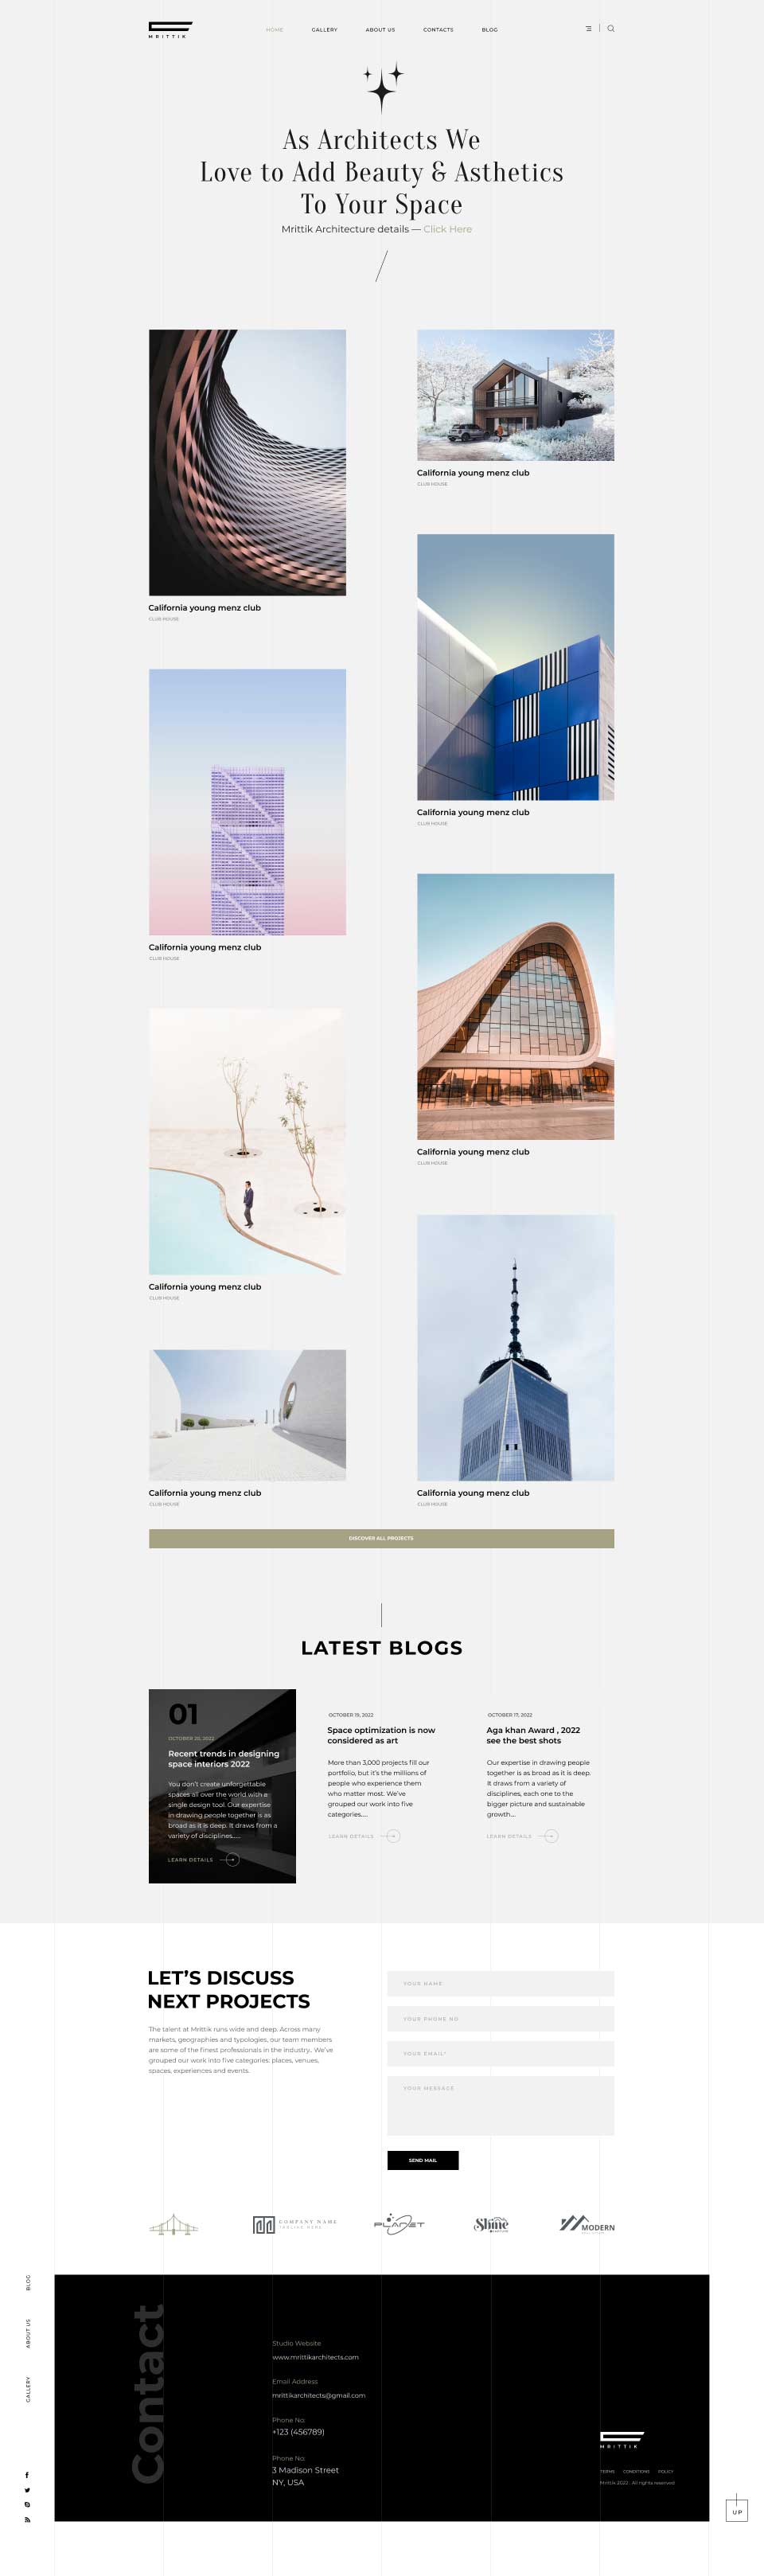 MRITTIK
HOME
GALLERY
ABOUT US
CONTACTS
BLOG
As Architects We
Love to Add Beauty & Asthetics
To Your Space
Mrittik Architecture details — Click Here
California young menz club
CLUB HOUSE
California young menz club
CLUB HOUSE
California young menz club
CLUB HOUSE
California young menz club
CLUB HOUSE
California young menz club
CLUB HOUSE
California young menz club
CLUB HOUSE
California young menz club
CLUB HOUSE
California young menz club
CLUB HOUSE
DISCOVER ALL PROJECTS
LATEST BLOGS
01
OCTOBER 20, 2022
Recent trends in designing
space interiors 2022
You don't create unforgettable
spaces all over the world with a
single design tool. Our expertise
in drawing people together is as
broad as it is deep. It draws from a
variety of disciplines.....
LEARN DETAILS
OCTOBER 19, 2022
Space optimization is now
considered as art
More than 3,000 projects fill our
portfolio, but it's the millions of
people who experience them
who matter most. We've
grouped our work into five
categories....
LEARN DETAILS
OCTOBER 17, 2022
Aga khan Award , 2022
see the best shots
Our expertise in drawing people
together is as broad as it is deep.
It draws from a variety of
disciplines, each one to the
bigger picture and sustainable
growth...
LEARN DETAILS
LET'S DISCUSS
NEXT PROJECTS
The talent at Mrittik runs wide and deep. Across many
markets, geographies and typologies, our team members
are some of the finest professionals in the industry.. We've
grouped our work into five categories: places, venues,
spaces, experiences and events.
YOUR NAME
YOUR PHONE NO
YOUR EMAIL*
YOUR MESSAGE
SEND MAIL
COMPANY NAME
TAGLINE HERE
PLANET
Shine
MODERN
BLOG
ABOUT US
GALLERY
Contact
Studio Website
www.mrittikarchitects.com
Email Address
mrittikarchitects@gmail.com
Phone No:
+123 (456789)
Phone No:
3 Madison Street
NY, USA
MRITTIK
TERMS
CONDITIONS
POLICY
Mrittik 2022 . All rights reserved
UP